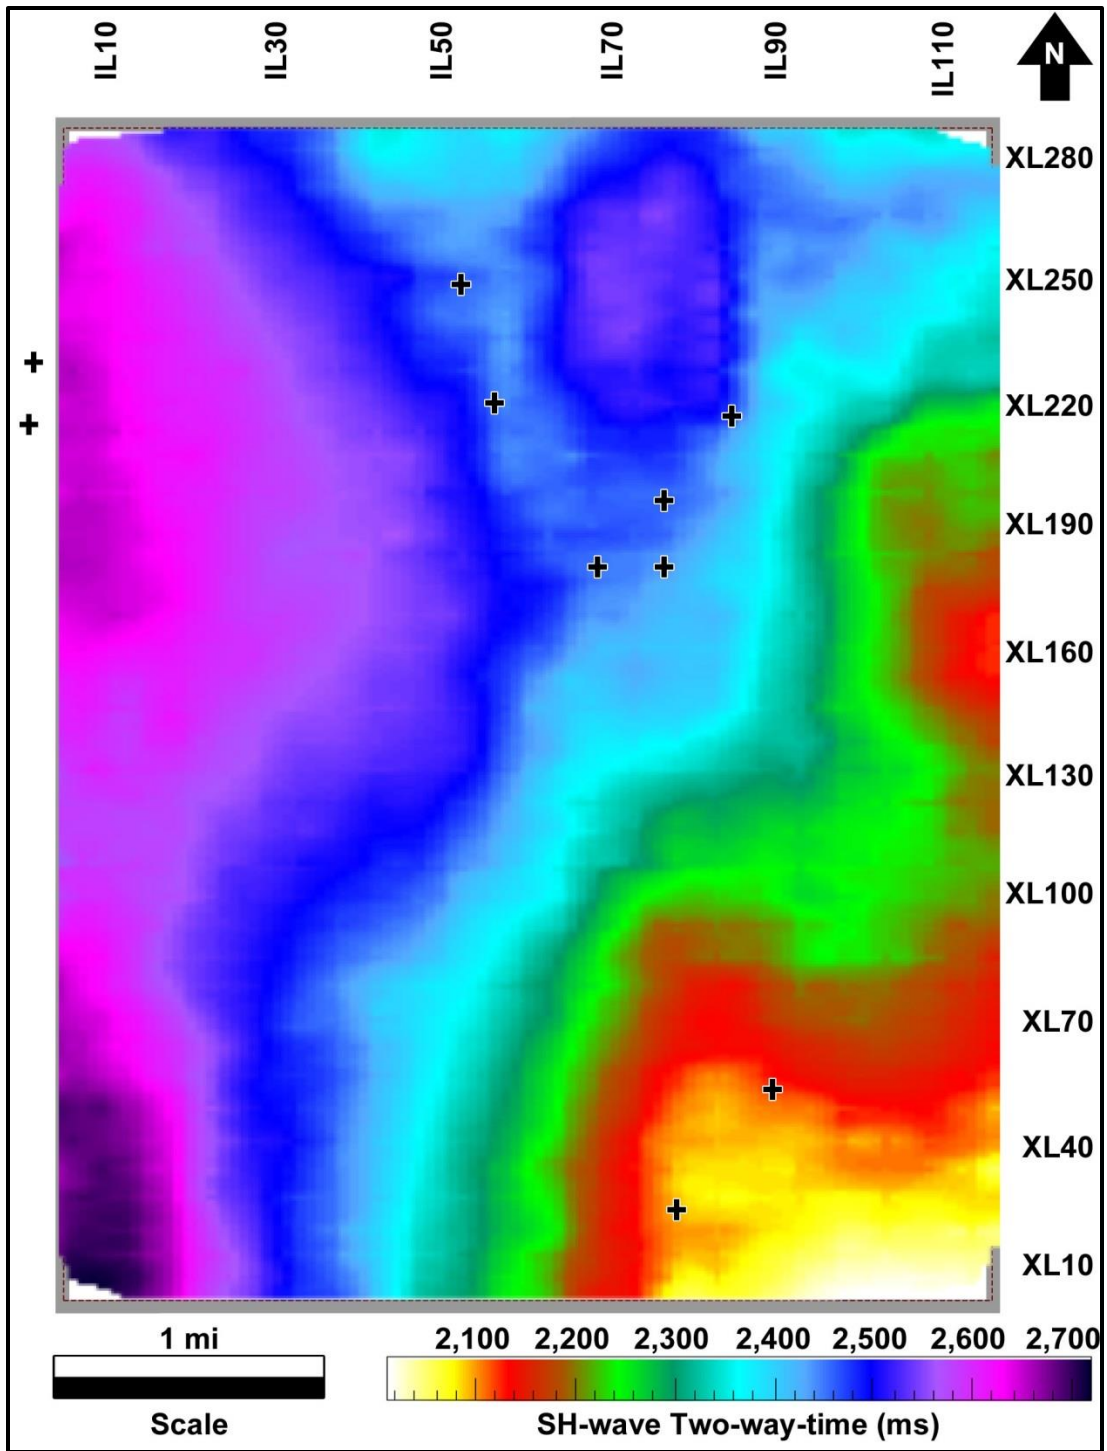 IL10 IL30 IL50 IL70 IL90 IL110
N
XL280
XL250
XL220
XL190
XL160
XL130
XL100
XL70
XL40
XL10
1 mi
2,100 2,200 2,300 2,400 2,500 2,600 2,700
Scale
SH-wave Two-way-time (ms)